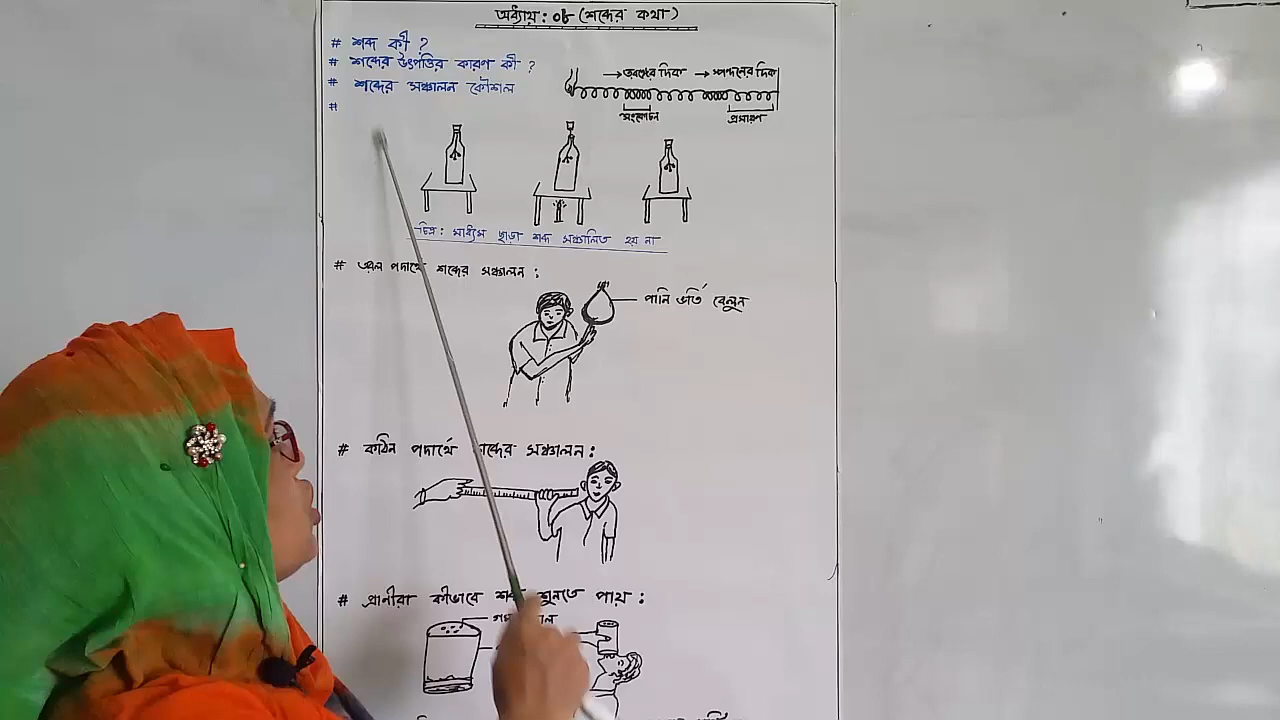 অধ্যায় : ০৮ (শব্দের কথা)
# শব্দ কী ?
# শব্দের উৎপত্তির কারণ কী ?
# শব্দের সঞ্চালন কৌশল
#
→তরঙ্গের দিক → স্পন্দনের দিক
সংকোচন প্রসারণ
চিত্র : মাধ্যম ছাড়া শব্দ সঞ্চালিত হয় না
# তরল পদার্থে শব্দের সঞ্চালন :
পানি ভর্তি বেলুন
# কঠিন পদার্থে শব্দের সঞ্চালন :
# প্রাণীরা কীভাবে শব্দ শুনতে পায় :